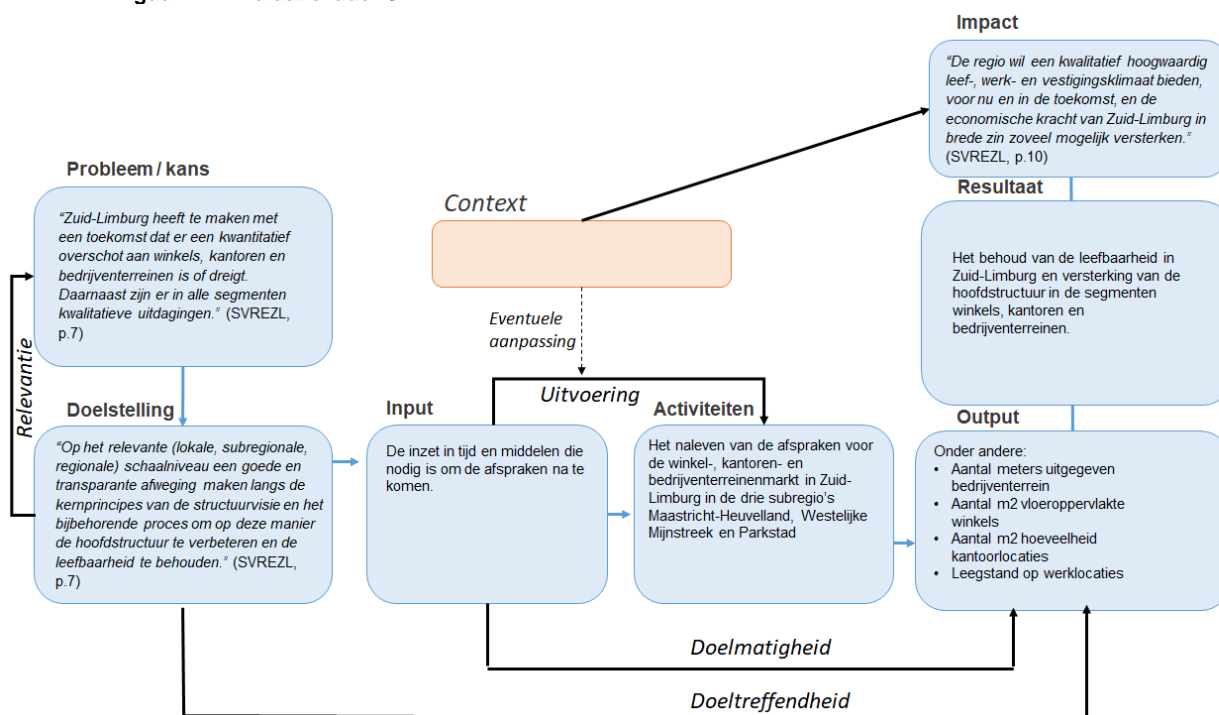 Impact
“De regio wil een kwalitatief hoogwaardig
leef-, werk- en vestigingsklimaat bieden,
voor nu en in de toekomst, en de
economische kracht van Zuid-Limburg in
brede zin zoveel mogelijk versterken.”
(SVREZL, p.10)
Probleem / kans
“Zuid-Limburg heeft te maken met
een toekomst dat er een kwantitatief
overschot aan winkels, kantoren en
bedrijventerreinen is of dreigt.
Daarnaast zijn er in alle segmenten
kwalitatieve uitdagingen.” (SVREZL,
p.7)
Context
Resultaat
Het behoud van de leefbaarheid in
Zuid-Limburg en versterking van de
hoofdstructuur in de segmenten
winkels, kantoren en
bedrijventerreinen.
Eventuele
aanpassing
Relevantie
Uitvoering
Doelstelling
“Op het relevante (lokale, subregionale,
regionale) schaalniveau een goede en
transparante afweging maken langs de
kernprincipes van de structuurvisie en het
bijbehorende proces om op deze manier
de hoofdstructuur te verbeteren en de
leefbaarheid te behouden.” (SVREZL,
p.7)
Input
De inzet in tijd en middelen die
nodig is om de afspraken na te
komen.
Activiteiten
Het naleven van de afspraken voor
de winkel-, kantoren- en
bedrijventerreinenmarkt in Zuid-
Limburg in de drie subregio’s
Maastricht-Heuvelland, Westelijke
Mijnstreek en Parkstad
Output
Onder andere:
• Aantal meters uitgegeven
bedrijventerrein
• Aantal m2 vloeroppervlakte
winkels
• Aantal m2 hoeveelheid
kantoorlocaties
• Leegstand op werklocaties
Doelmatigheid
Doeltreffendheid